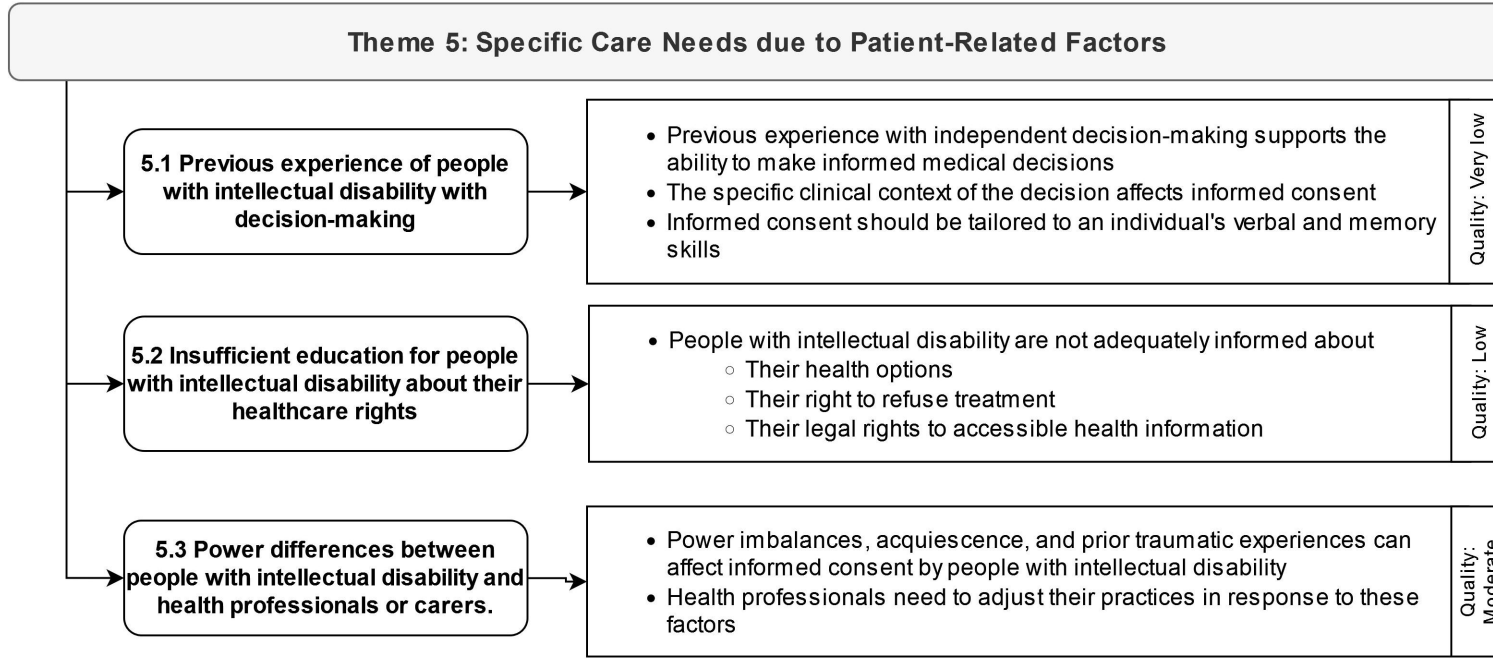 Theme 5: Specific Care Needs due to Patient-Related Factors
5.1 Previous experience of people
with intellectual disability with
decision-making
• Previous experience with independent decision-making supports the
ability to make informed medical decisions
• The specific clinical context of the decision affects informed consent
• Informed consent should be tailored to an individual's verbal and memory
skills
Quality: Very low
5.2 Insufficient education for people
with intellectual disability about their
healthcare rights
• People with intellectual disability are not adequately informed about
○ Their health options
○ Their right to refuse treatment
○ Their legal rights to accessible health information
Quality: Low
5.3 Power differences between
people with intellectual disability and
health professionals or carers.
• Power imbalances, acquiescence, and prior traumatic experiences can
affect informed consent by people with intellectual disability
• Health professionals need to adjust their practices in response to these
factors
Quality:
Moderate